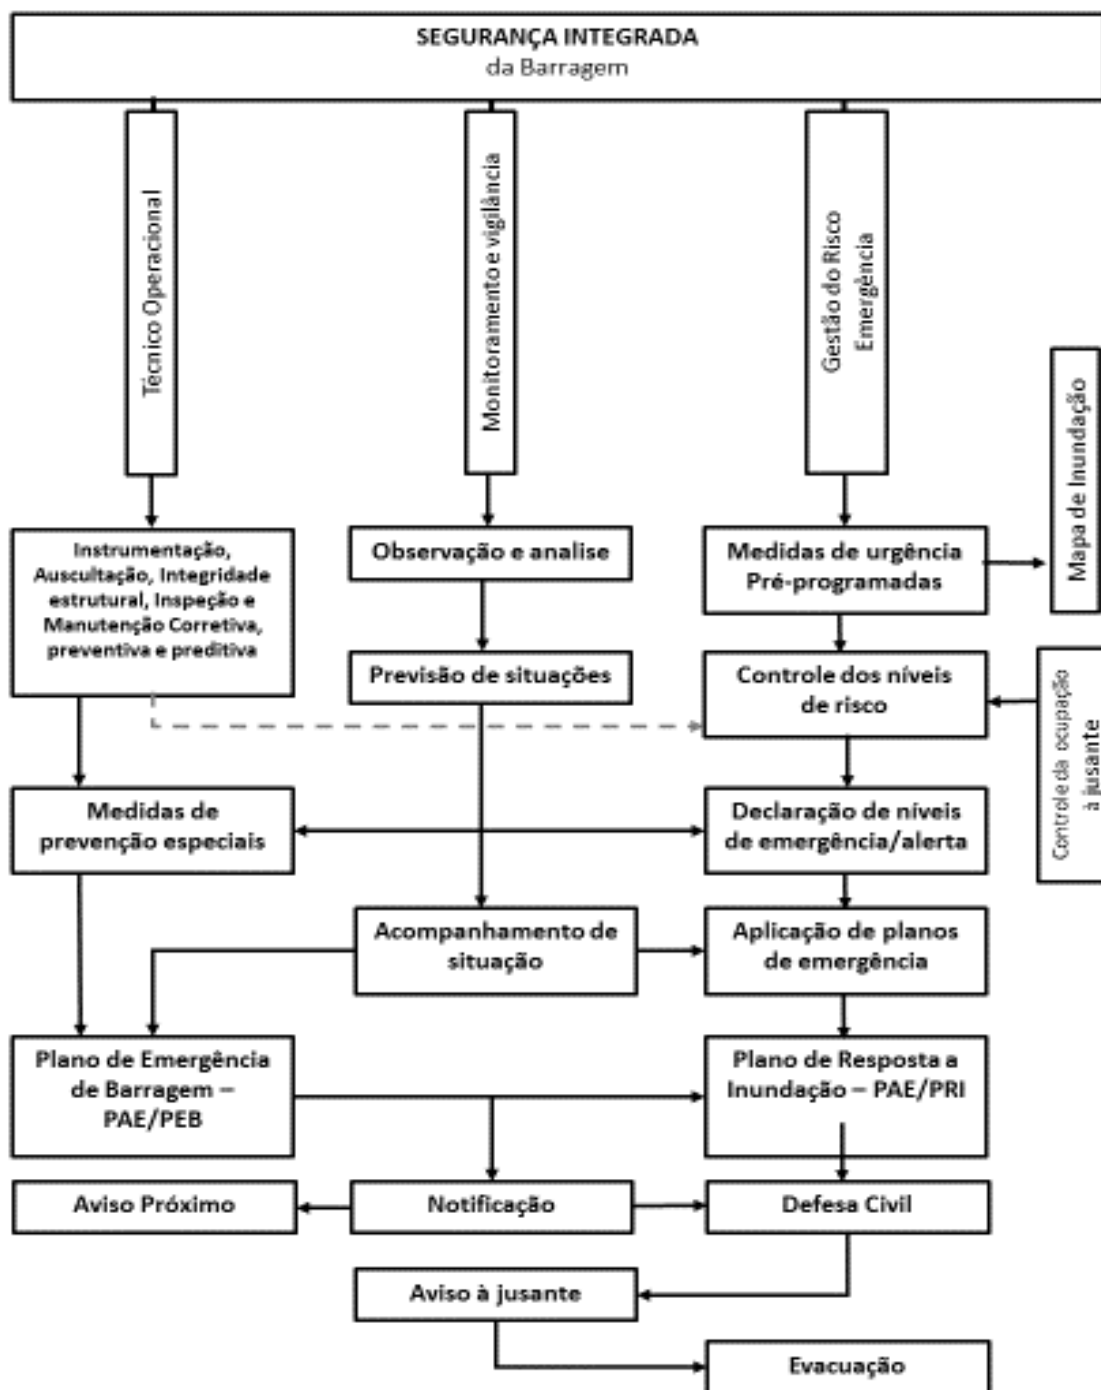 SEGURANÇA INTEGRADA
da Barragem
Técnico Operacional
Monitoramento e vigilância
Gestão do Risco
Emergência
Mapa de Inundação
Instrumentação,
Auscultação, Integridade
estrutural, Inspeção e
Manutenção Corretiva,
preventiva e preditiva
Observação e analise
Medidas de urgência
Pré-programadas
Previsão de situações
Controle dos níveis
de risco
Controle da ocupação
à jusante
Medidas de
prevenção especiais
Declaração de níveis
de emergência/alerta
Acompanhamento de
situação
Aplicação de planos
de emergência
Plano de Emergência
de Barragem –
PAE/PEB
Plano de Resposta a
Inundação – PAE/PRI
Aviso Próximo
Notificação
Defesa Civil
Aviso à jusante
Evacuação